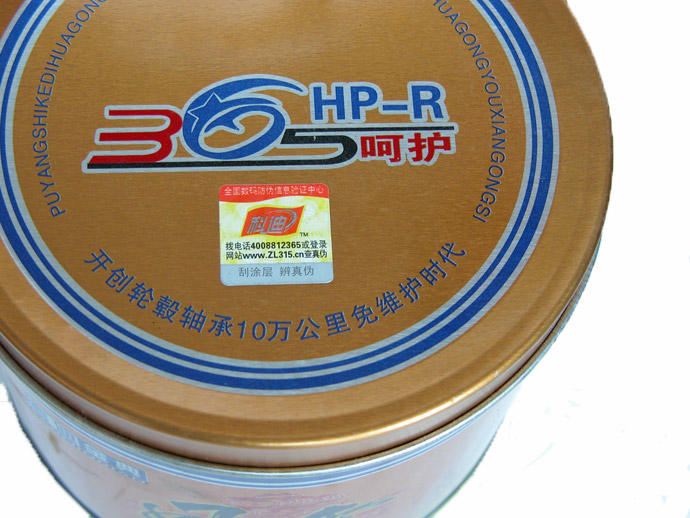 PUYANGSHIKEDIHUAGONG
HUAGONGYOUXIANGONGSI
365 HP-R
呵护
全国数码防伪信息验证中心
科迪 TM
拨电话4008812365或登录
网站www.ZL315.cn查真伪
刮涂层 辨真伪
开创轮毂轴承10万公里免维护时代